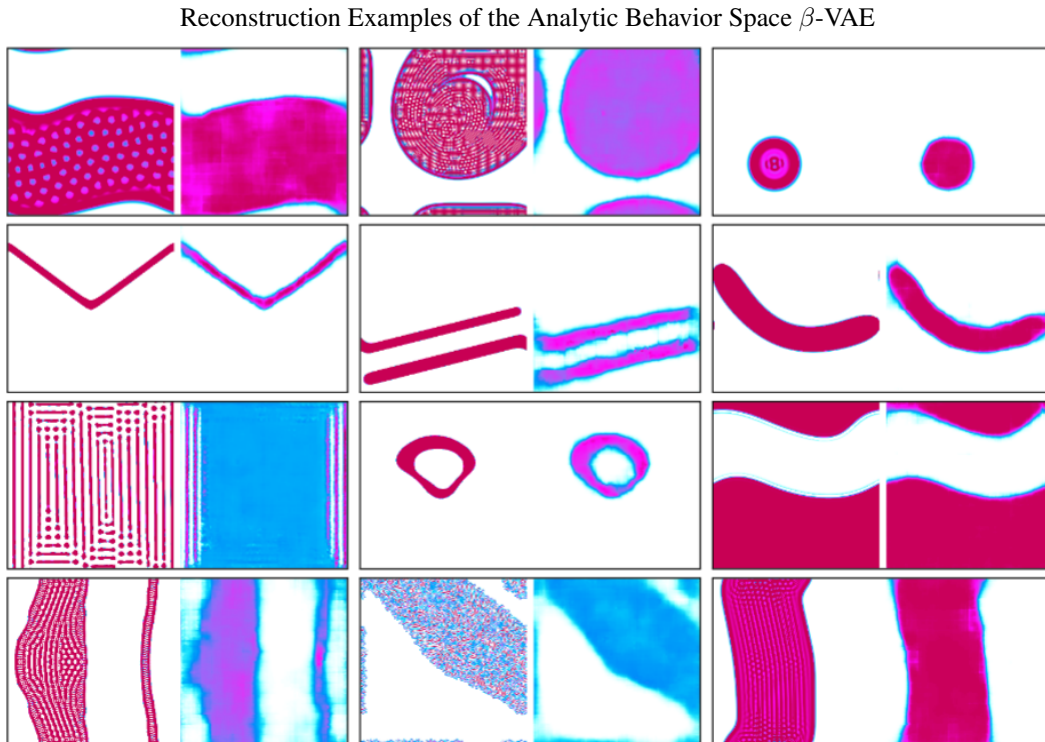 Reconstruction Examples of the Analytic Behavior Space β-VAE